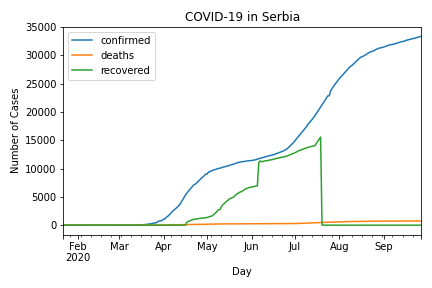 COVID-19 in Serbia
confirmed
deaths
recovered
Number of Cases
35000
30000
25000
20000
15000
10000
5000
0
Feb Mar Apr May Jun Jul Aug Sep
2020
Day